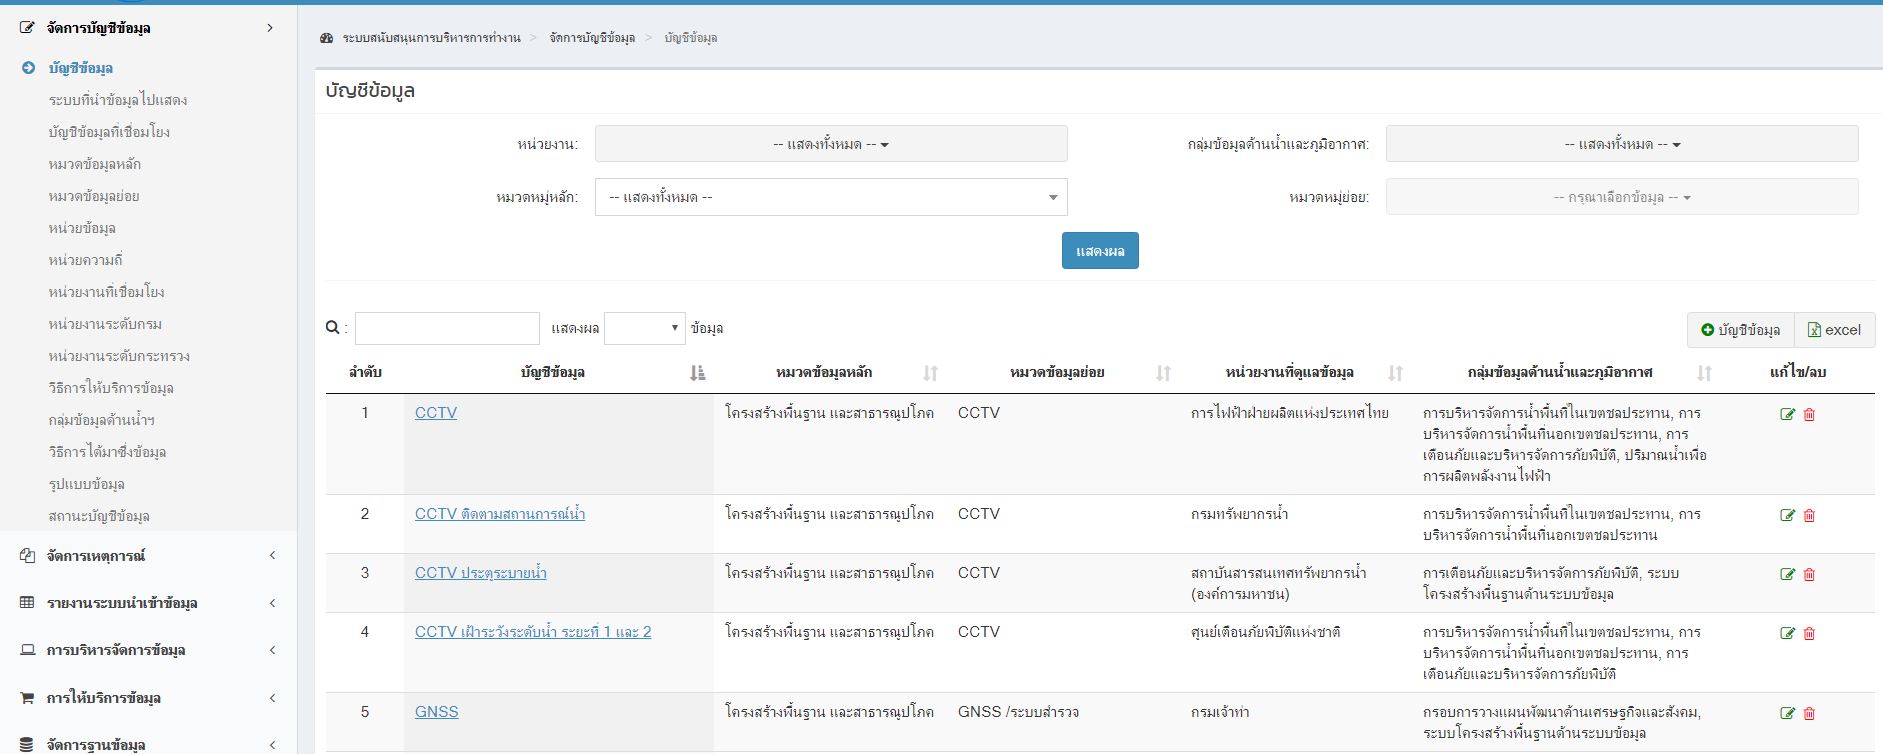 จัดการบัญชีข้อมูล
บัญชีข้อมูล
ระบบที่นำข้อมูลไปแสดง
บัญชีข้อมูลที่เชื่อมโยง
หมวดข้อมูลหลัก
หมวดข้อมูลย่อย
หน่วยข้อมูล
หน่วยความถี่
หน่วยงานที่เชื่อมโยง
หน่วยงานระดับกรม
หน่วยงานระดับกระทรวง
วิธีการให้บริการข้อมูล
กลุ่มข้อมูลด้านน้ำฯ
วิธีการได้มาซึ่งข้อมูล
รูปแบบข้อมูล
สถานะบัญชีข้อมูล
จัดการเหตุการณ์
รายงานระบบนำเข้าข้อมูล
การบริหารจัดการข้อมูล
การให้บริการข้อมูล
จัดการฐานข้อมูล
ระบบสนับสนุนการบริหารการทำงาน > จัดการบัญชีข้อมูล > บัญชีข้อมูล
บัญชีข้อมูล
หน่วยงาน: -- แสดงทั้งหมด -- กลุ่มข้อมูลด้านน้ำและภูมิอากาศ: -- แสดงทั้งหมด --
หมวดหมู่หลัก: -- แสดงทั้งหมด -- หมวดหมู่ย่อย: -- กรุณาเลือกข้อมูล --
แสดงผล
: แสดงผล ข้อมูล บัญชีข้อมูล excel
ลำดับ บัญชีข้อมูล หมวดข้อมูลหลัก หมวดข้อมูลย่อย หน่วยงานที่ดูแลข้อมูล กลุ่มข้อมูลด้านน้ำและภูมิอากาศ แก้ไข/ลบ
1 CCTV โครงสร้างพื้นฐาน และสาธารณูปโภค CCTV การไฟฟ้าฝ่ายผลิตแห่งประเทศไทย การบริหารจัดการน้ำพื้นที่ในเขตชลประทาน, การ
บริหารจัดการน้ำพื้นที่นอกเขตชลประทาน, การ
เตือนภัยและบริหารจัดการภัยพิบัติ, ปริมาณน้ำเพื่อ
การผลิตพลังงานไฟฟ้า
2 CCTV ติดตามสถานการณ์น้ำ โครงสร้างพื้นฐาน และสาธารณูปโภค CCTV กรมทรัพยากรน้ำ การบริหารจัดการน้ำพื้นที่ในเขตชลประทาน, การ
บริหารจัดการน้ำพื้นที่นอกเขตชลประทาน
3 CCTV ประตูระบายน้ำ โครงสร้างพื้นฐาน และสาธารณูปโภค CCTV สถาบันสารสนเทศทรัพยากรน้ำ การเตือนภัยและบริหารจัดการภัยพิบัติ, ระบบ
(องค์การมหาชน) โครงสร้างพื้นฐานด้านระบบข้อมูล
4 CCTV เฝ้าระวังระดับน้ำ ระยะที่ 1 และ 2 โครงสร้างพื้นฐาน และสาธารณูปโภค CCTV ศูนย์เตือนภัยพิบัติแห่งชาติ การบริหารจัดการน้ำพื้นที่ในเขตชลประทาน, การ
บริหารจัดการน้ำพื้นที่นอกเขตชลประทาน, การ
เตือนภัยและบริหารจัดการภัยพิบัติ
5 GNSS โครงสร้างพื้นฐาน และสาธารณูปโภค GNSS /ระบบสำรวจ กรมเจ้าท่า กรอบการวางแผนพัฒนาด้านเศรษฐกิจและสังคม,
ระบบโครงสร้างพื้นฐานด้านระบบข้อมูล